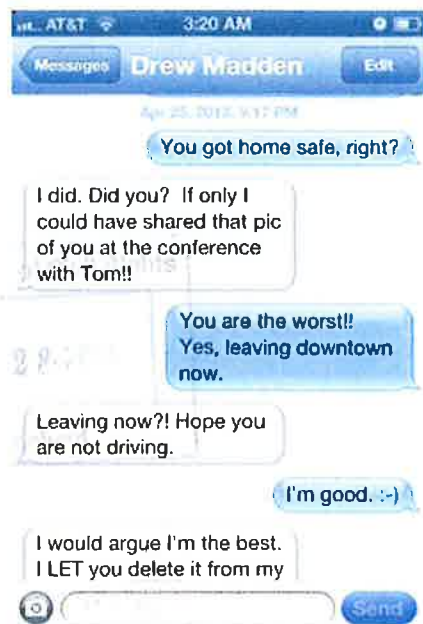 AT&T 3:20 AM
Messages Drew Madden Edit
You got home safe, right?
I did. Did you? If only I
could have shared that pic
of you at the conference
with Tom!!
You are the worst!!
Yes, leaving downtown
now.
Leaving now?! Hope you
are not driving.
I'm good. :-)
I would argue I'm the best.
I LET you delete it from my
Send